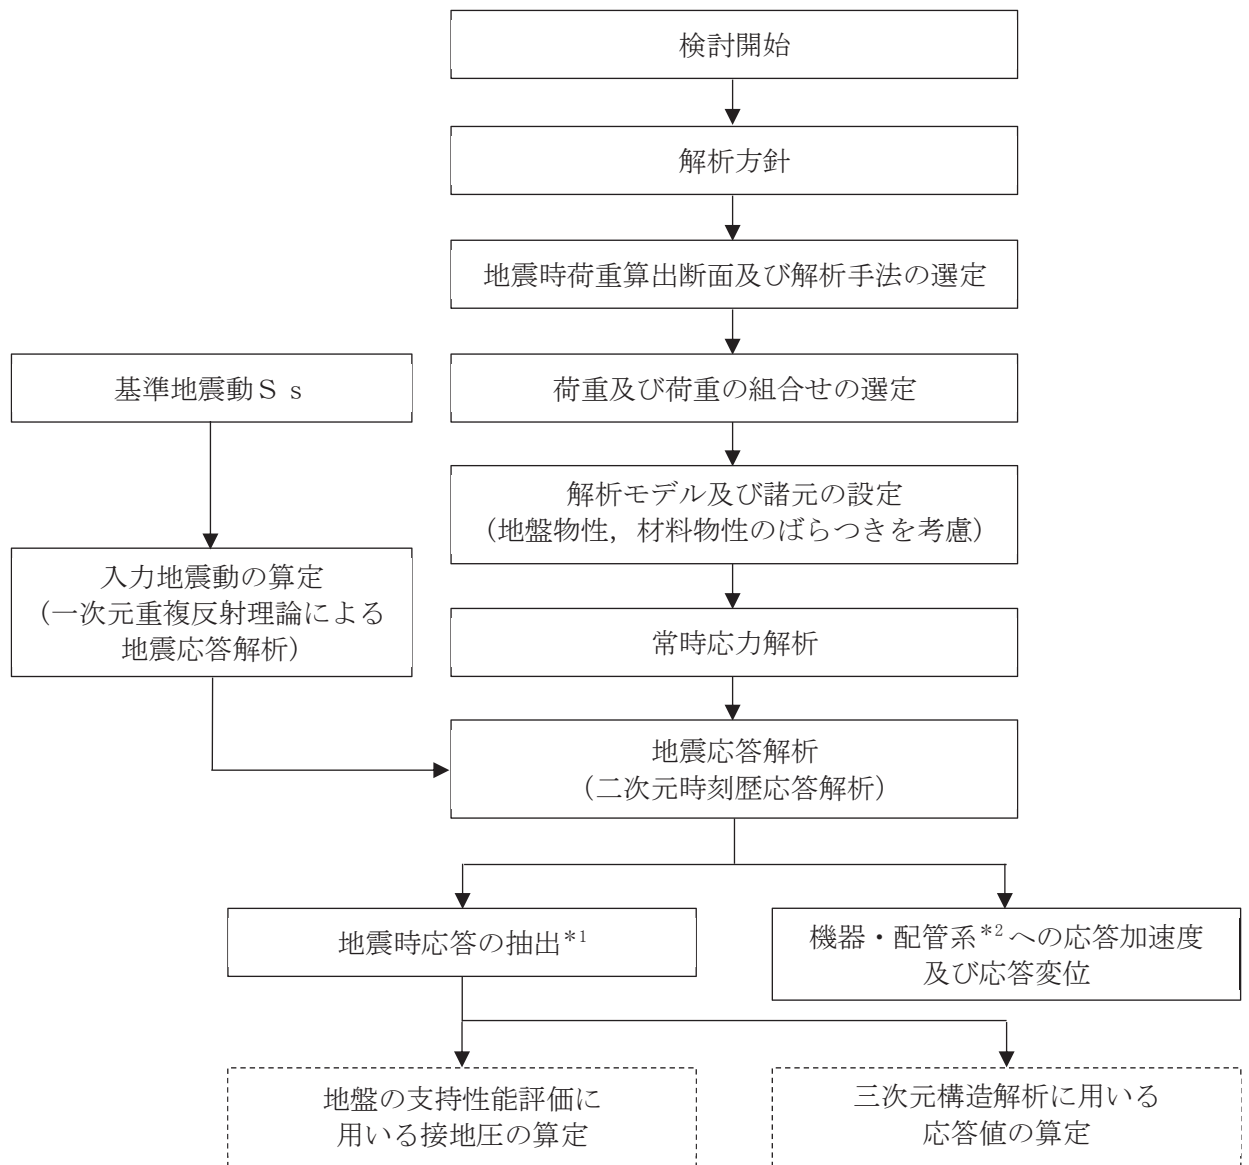 検討開始
解析方針
地震時荷重算出断面及び解析手法の選定
基準地震動Ｓｓ
荷重及び荷重の組合せの選定
解析モデル及び諸元の設定
（地盤物性，材料物性のばらつきを考慮）
入力地震動の算定
（一次元重複反射理論による
地震応答解析）
常時応力解析
地震応答解析
（二次元時刻歴応答解析）
地震時応答の抽出*1
機器・配管系*2への応答加速度
及び応答変位
地盤の支持性能評価に
用いる接地圧の算定
三次元構造解析に用いる
応答値の算定